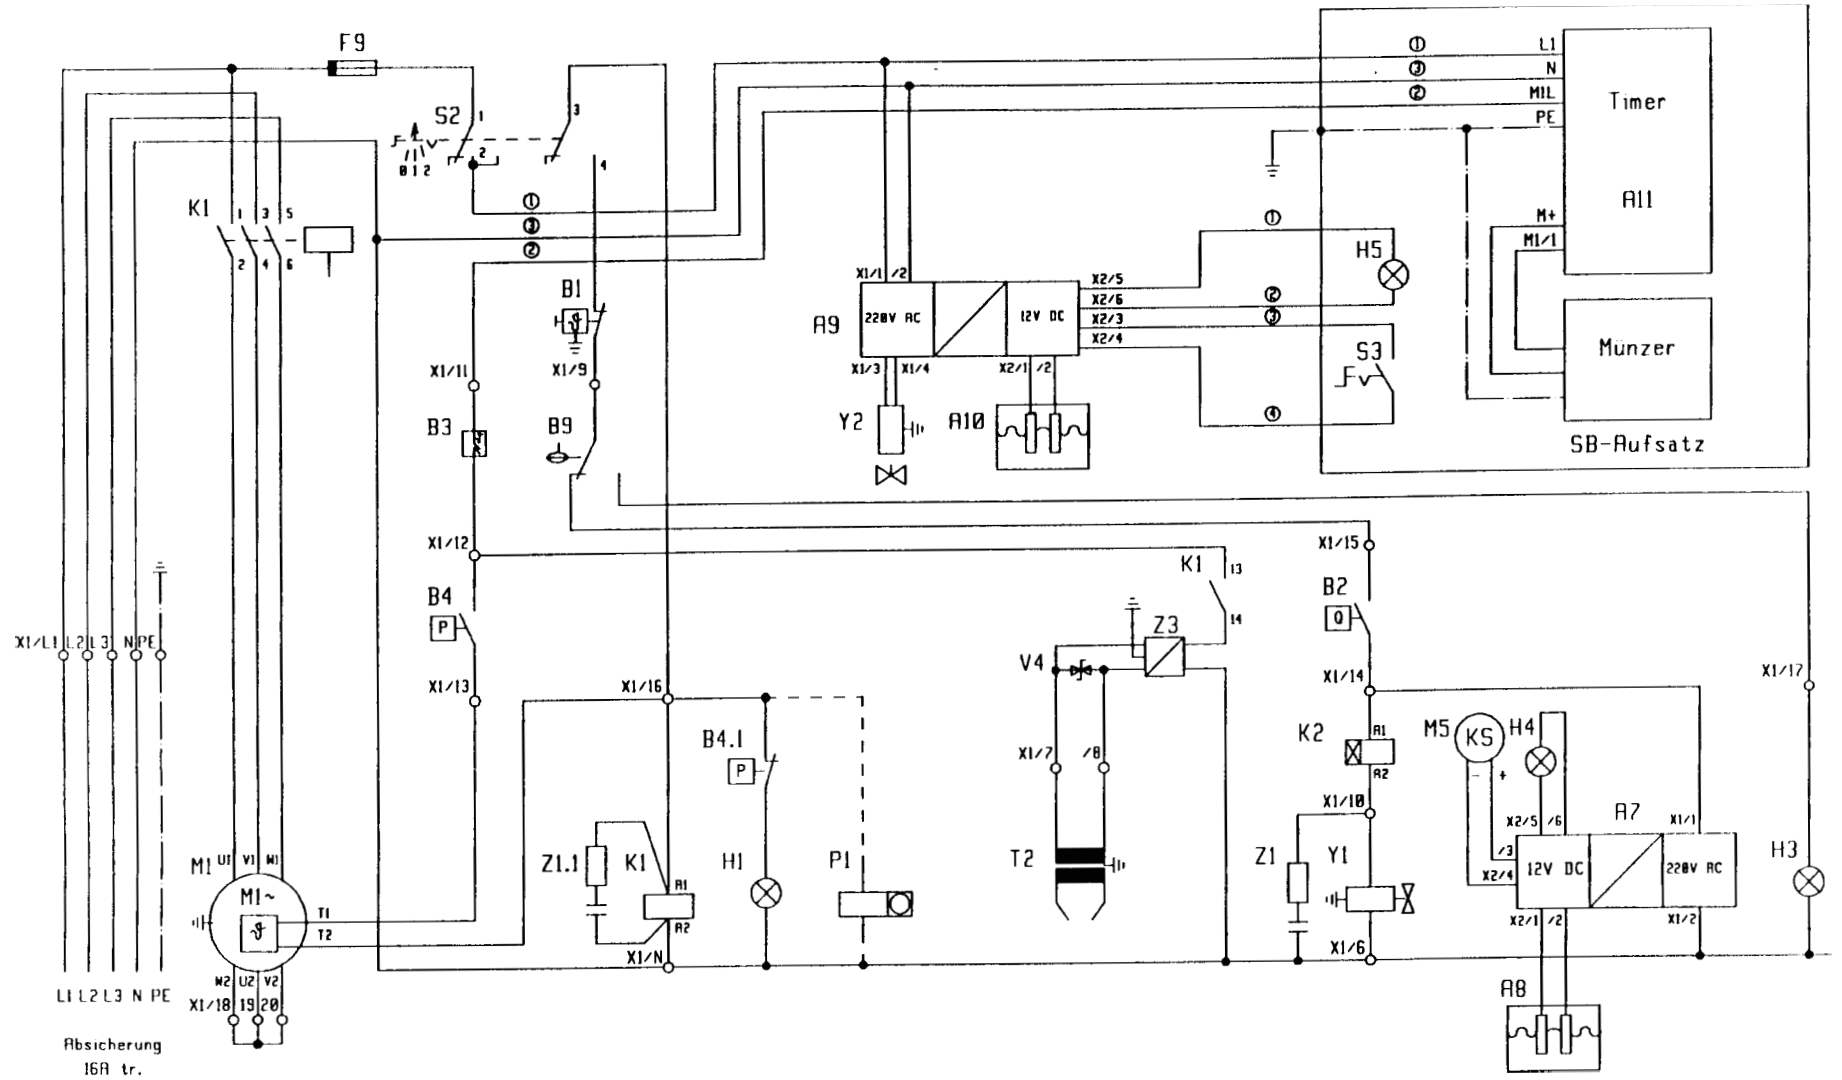 F9
① L1
③ N
② M1L
PE
Timer
A11
M+
M1/1
Münzer
SB-Aufsatz
S2
1
2
3
4
0 1 2
K1
1 3 5
2 4 6
①
③
②
B1
ϑ
X1/9
X1/11
B3
B9
X1/1 /2
A9
220V AC
12V DC
X2/5
X2/6
X2/3
X2/4
①
②
③
④
H5
S3
X1/3 X1/4
X2/1 /2
Y2
A10
X1/12
B4
P
X1/13
K1
13
14
X1/15
B2
Q
X1/14
X1/17
X1/L1 L2 L3 N PE
X1/16
B4.1
P
V4
Z3
X1/7 /8
T2
K2
A1
A2
X1/10
M5
KS
- +
H4
X2/5 /6
A7
X1/1
/3
X2/4
12V DC
220V AC
X2/1 /2
X1/2
H3
Z1
Y1
X1/6
A8
M1
U1 V1 W1
M1~
ϑ
T1
T2
W2 U2 V2
X1/18 19 20
Z1.1
K1
A1
A2
X1/N
H1
P1
L1 L2 L3 N PE
Absicherung
16A tr.